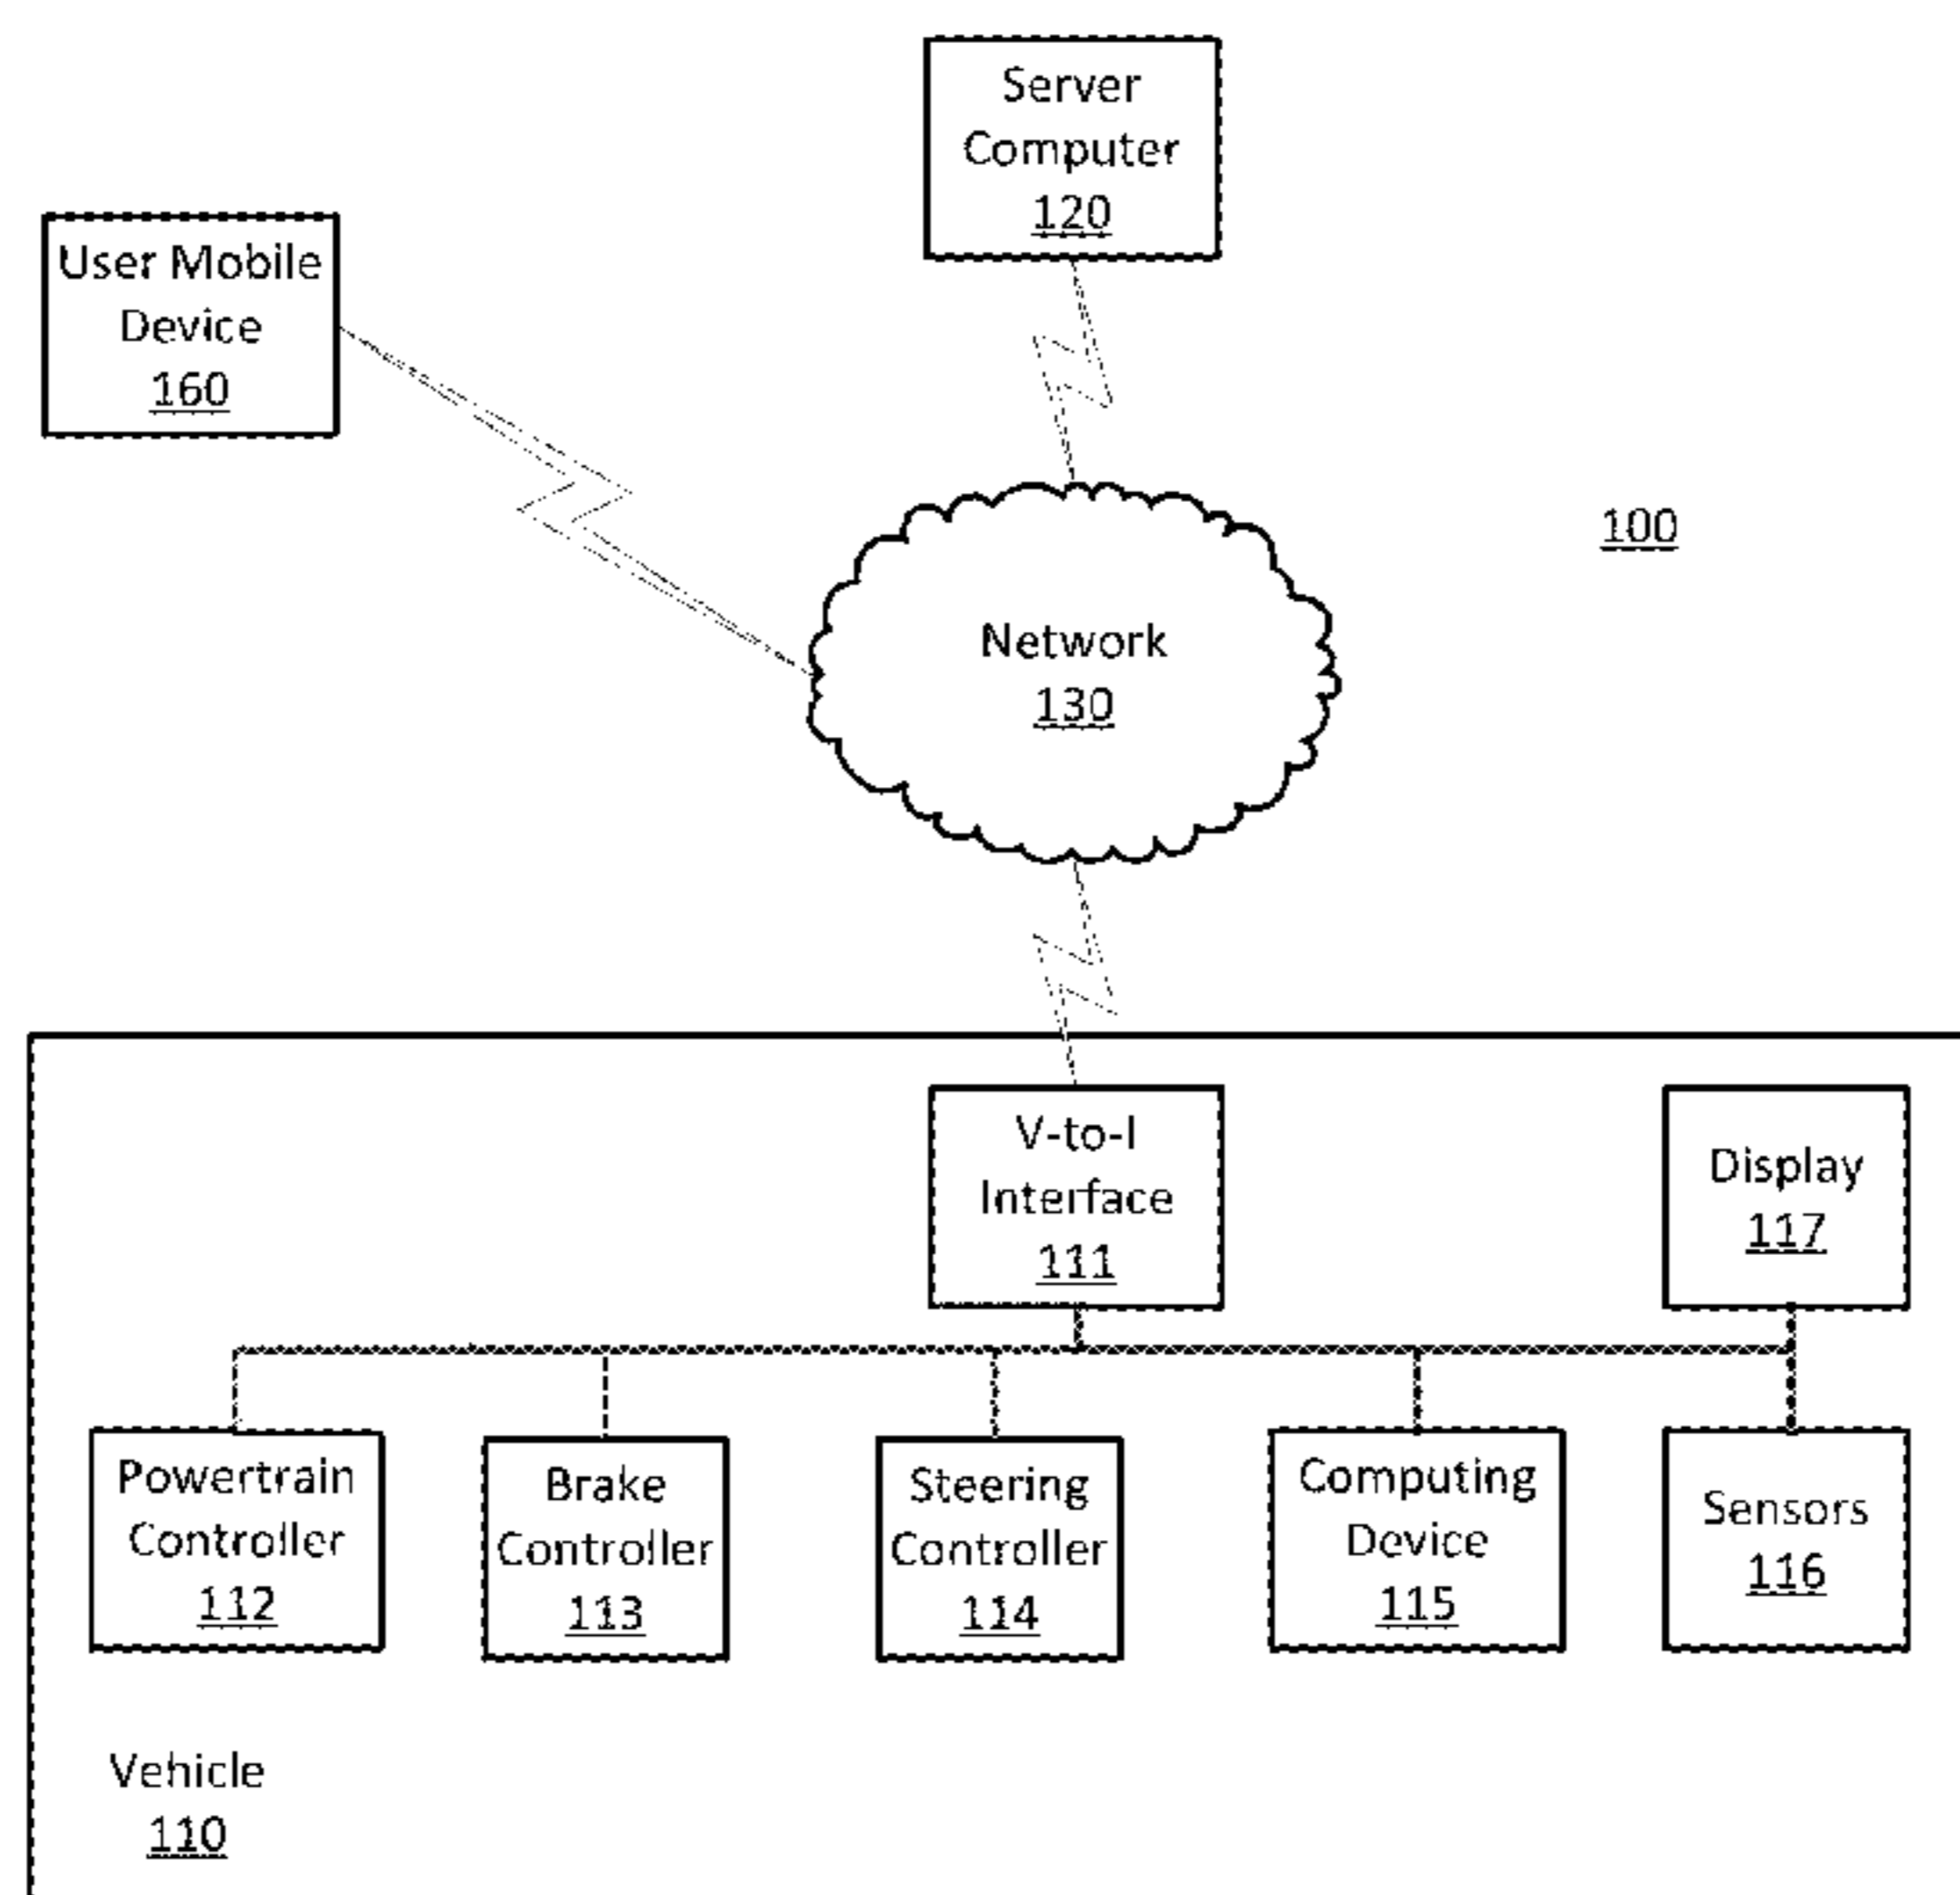 Server
Computer
120
User Mobile
Device
160
100
Network
130
V-to-I
Interface
111
Display
117
Powertrain
Controller
112
Brake
Controller
113
Steering
Controller
114
Computing
Device
115
Sensors
116
Vehicle
110